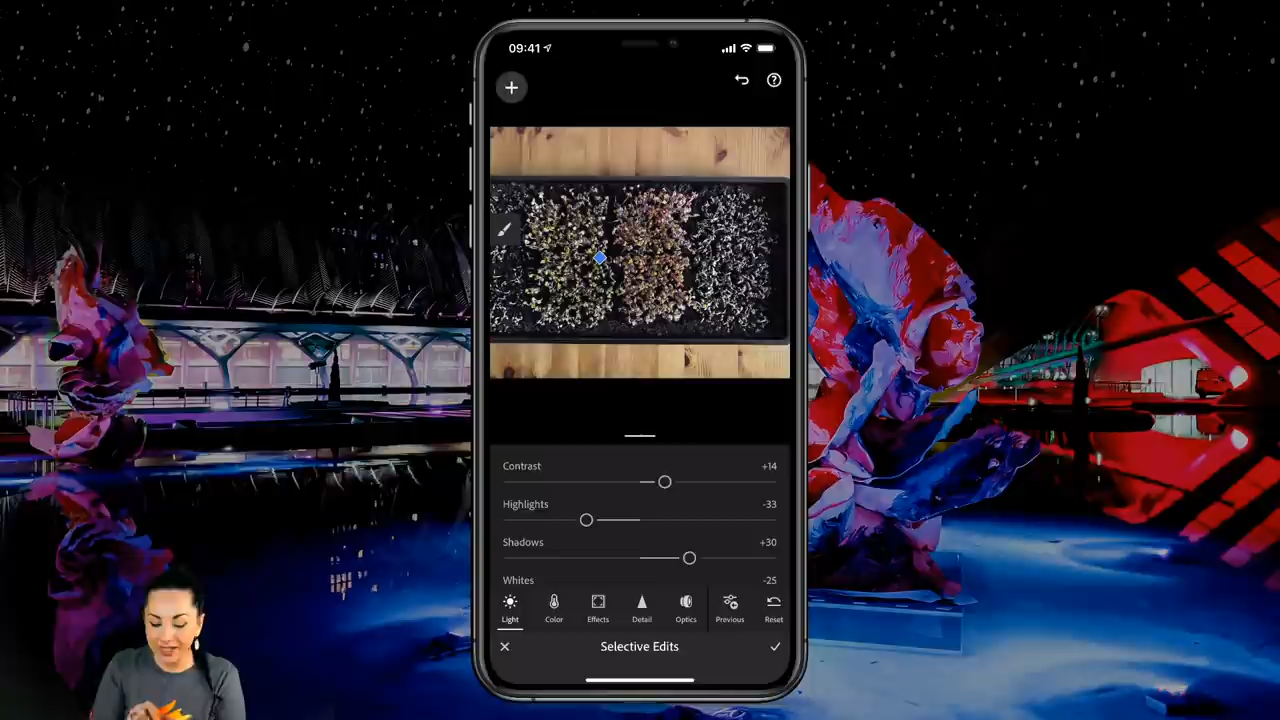 09:41
Contrast +14
Highlights -33
Shadows +30
Whites -25
Light Color Effects Detail Optics Previous Reset
Selective Edits